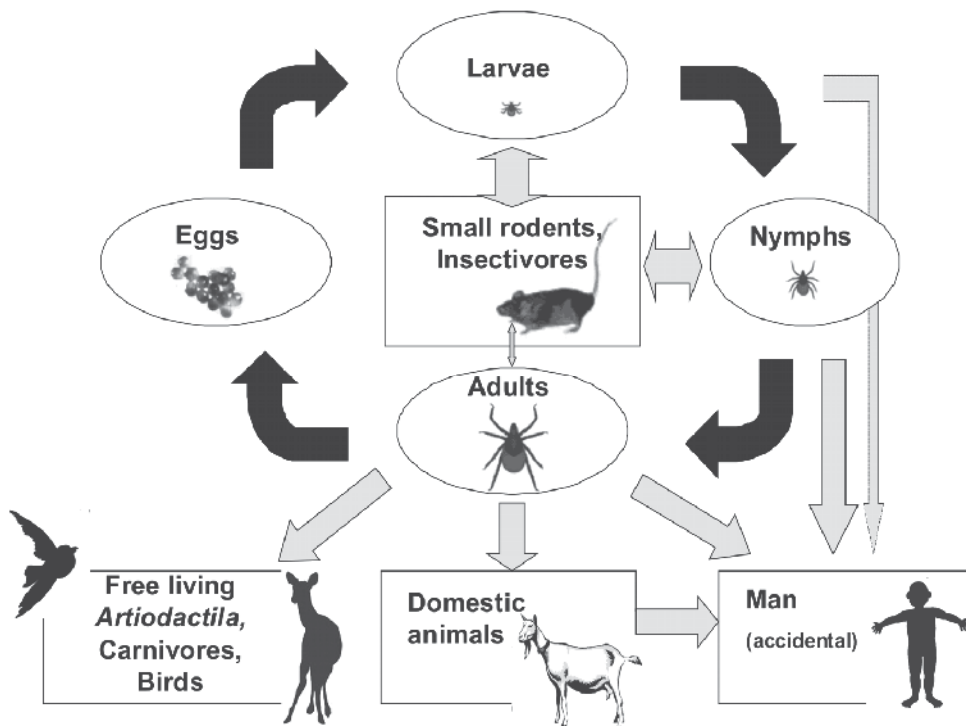 Larvae
Eggs
Small rodents,
Insectivores
Nymphs
Adults
Free living
Artiodactila,
Carnivores,
Birds
Domestic
animals
Man
(accidental)